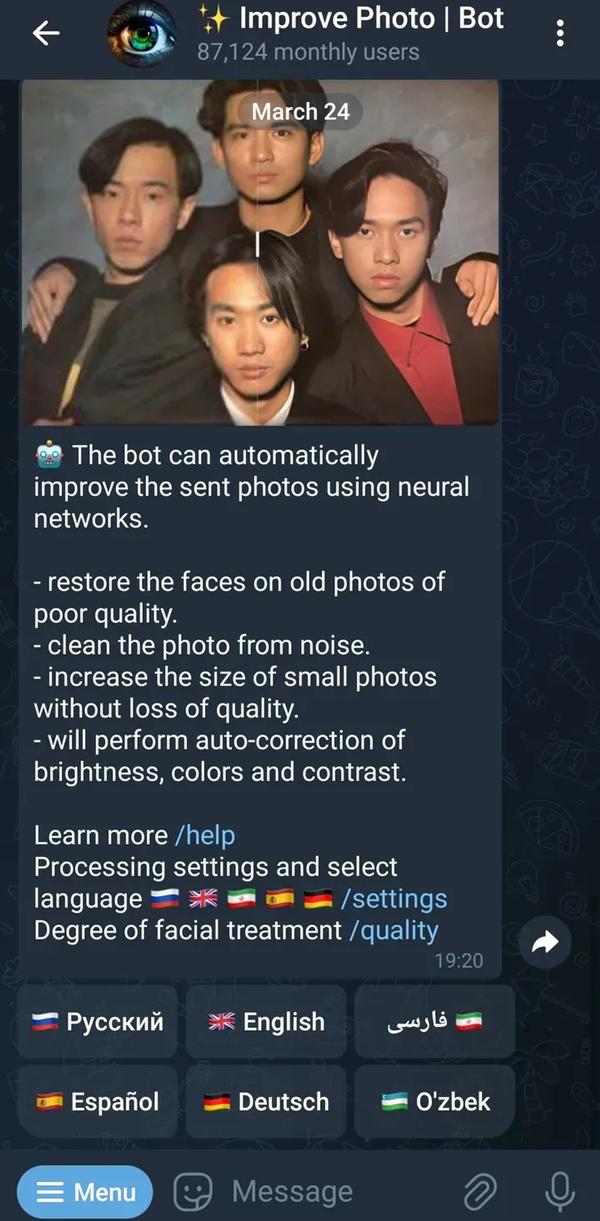 ✨ Improve Photo | Bot
87,124 monthly users
March 24
🤖 The bot can automatically
improve the sent photos using neural
networks.
- restore the faces on old photos of
poor quality.
- clean the photo from noise.
- increase the size of small photos
without loss of quality.
- will perform auto-correction of
brightness, colors and contrast.
Learn more /help
Processing settings and select
language 🇷🇺 🇬🇧 🇮🇷 🇪🇸 🇩🇪 /settings
Degree of facial treatment /quality
19:20
🇷🇺 Русский
🇬🇧 English
فارسی 🇮🇷
🇪🇸 Español
🇩🇪 Deutsch
🇺🇿 O'zbek
Menu
Message